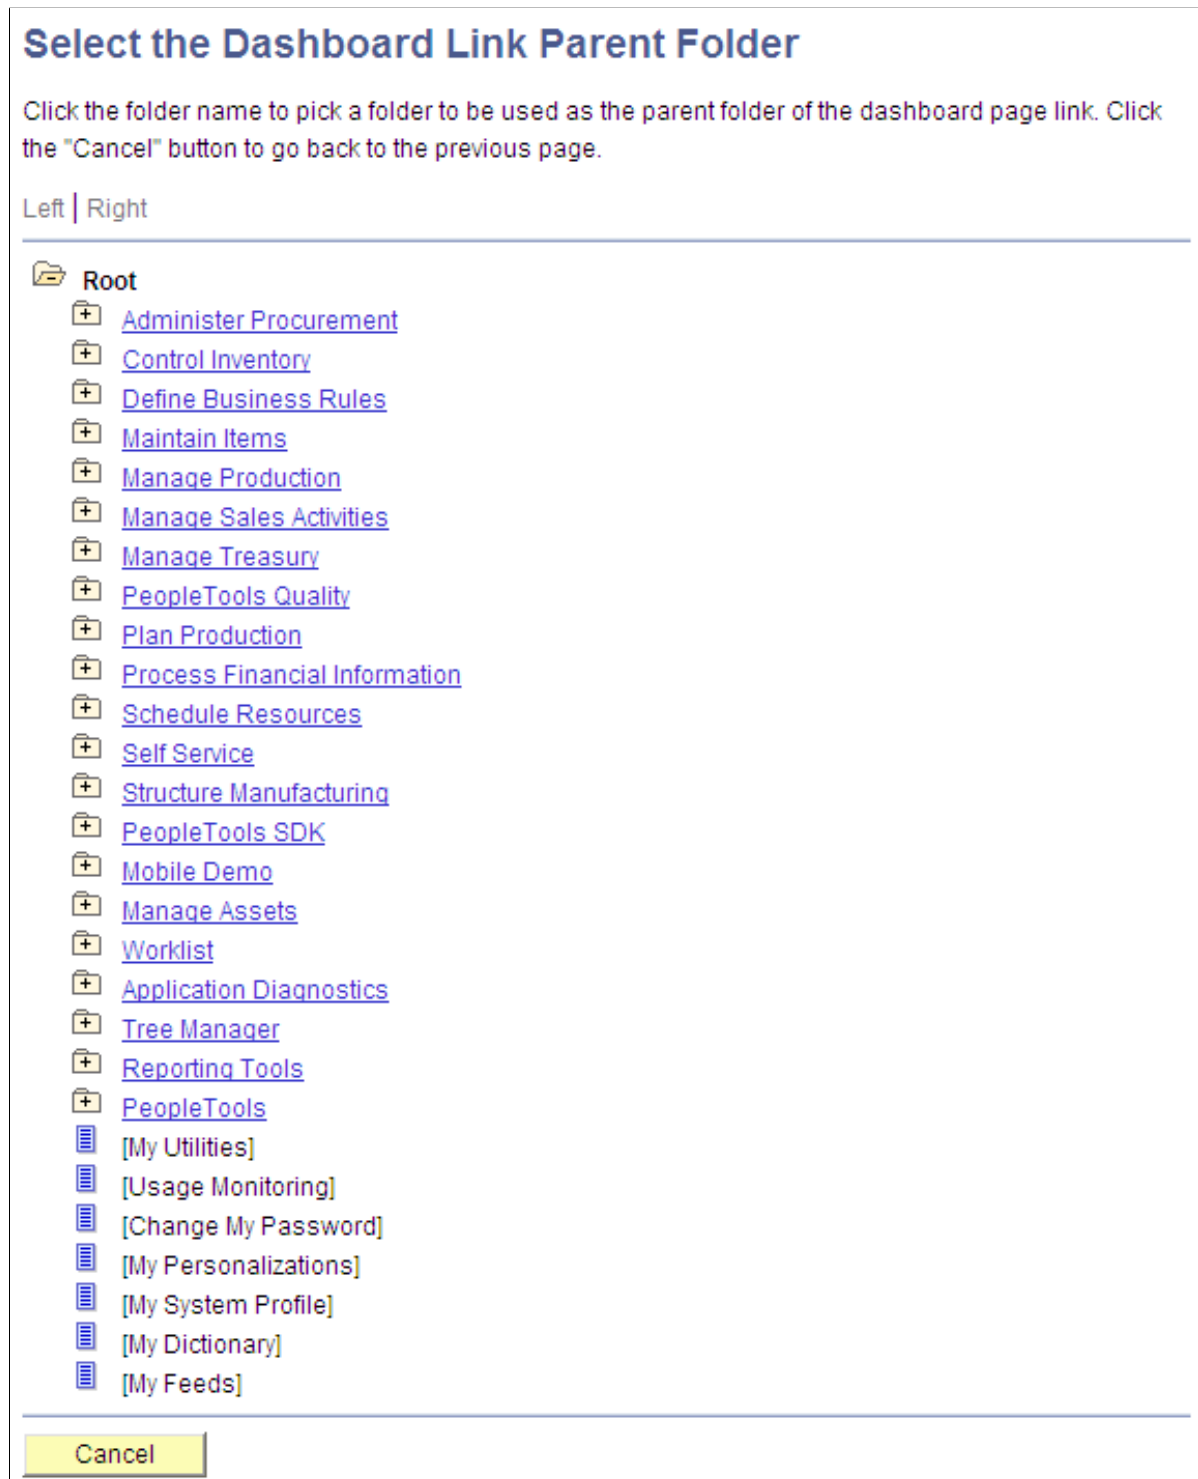 Select the Dashboard Link Parent Folder
Click the folder name to pick a folder to be used as the parent folder of the dashboard page link. Click
the "Cancel" button to go back to the previous page.
Left | Right
Root
Administer Procurement
Control Inventory
Define Business Rules
Maintain Items
Manage Production
Manage Sales Activities
Manage Treasury
PeopleTools Quality
Plan Production
Process Financial Information
Schedule Resources
Self Service
Structure Manufacturing
PeopleTools SDK
Mobile Demo
Manage Assets
Worklist
Application Diagnostics
Tree Manager
Reporting Tools
PeopleTools
[My Utilities]
[Usage Monitoring]
[Change My Password]
[My Personalizations]
[My System Profile]
[My Dictionary]
[My Feeds]
Cancel